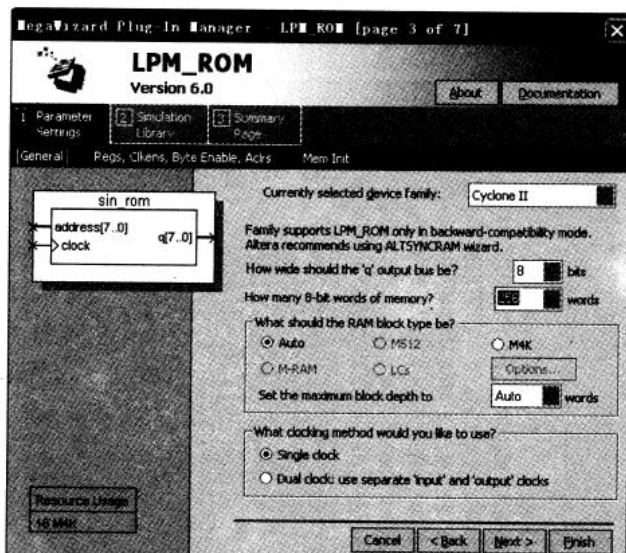 MegaWizard Plug-In Manager - LPM_ROM [page 3 of 7]
LPM_ROM
Version 6.0
About Documentation
1 Parameter Settings
2 Simulation Library
3 Summary Page
General Regs, Clkens, Byte Enable, Aclrs Mem Init
sin_rom
address[7..0]
clock
q[7..0]
Currently selected device family: Cyclone II
Family supports LPM_ROM only in backward-compatibility mode.
Altera recommends using ALTSYNCRAM wizard.
How wide should the 'q' output bus be? 8 bits
How many 8-bit words of memory? words
What should the RAM block type be?
Auto M512 M4K
M-RAM LCs Options...
Set the maximum block depth to Auto words
What clocking method would you like to use?
Single clock
Dual clock: use separate 'input' and 'output' clocks
Resource Usage
M4K
Cancel < Back Next > Finish